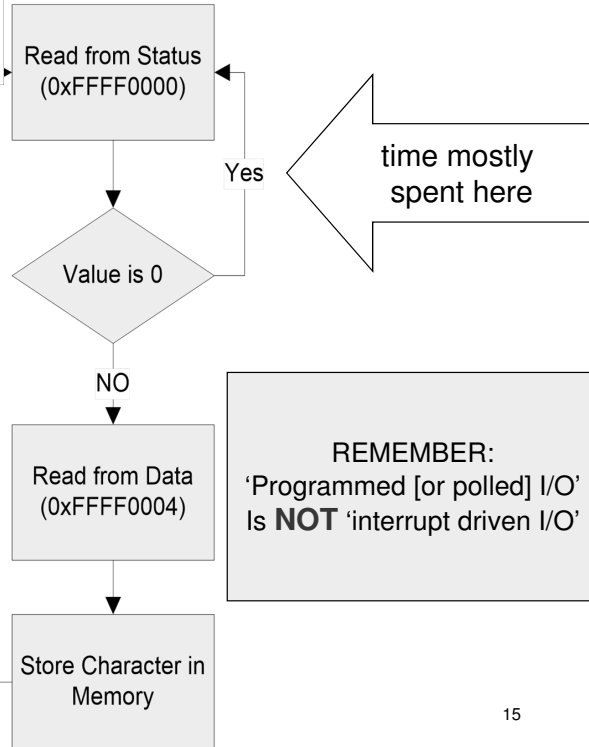 Read from Status
(0xFFFF0000)
Yes
time mostly
spent here
Value is 0
NO
Read from Data
(0xFFFF0004)
REMEMBER:
‘Programmed [or polled] I/O’
Is NOT ‘interrupt driven I/O’
Store Character in
Memory
15